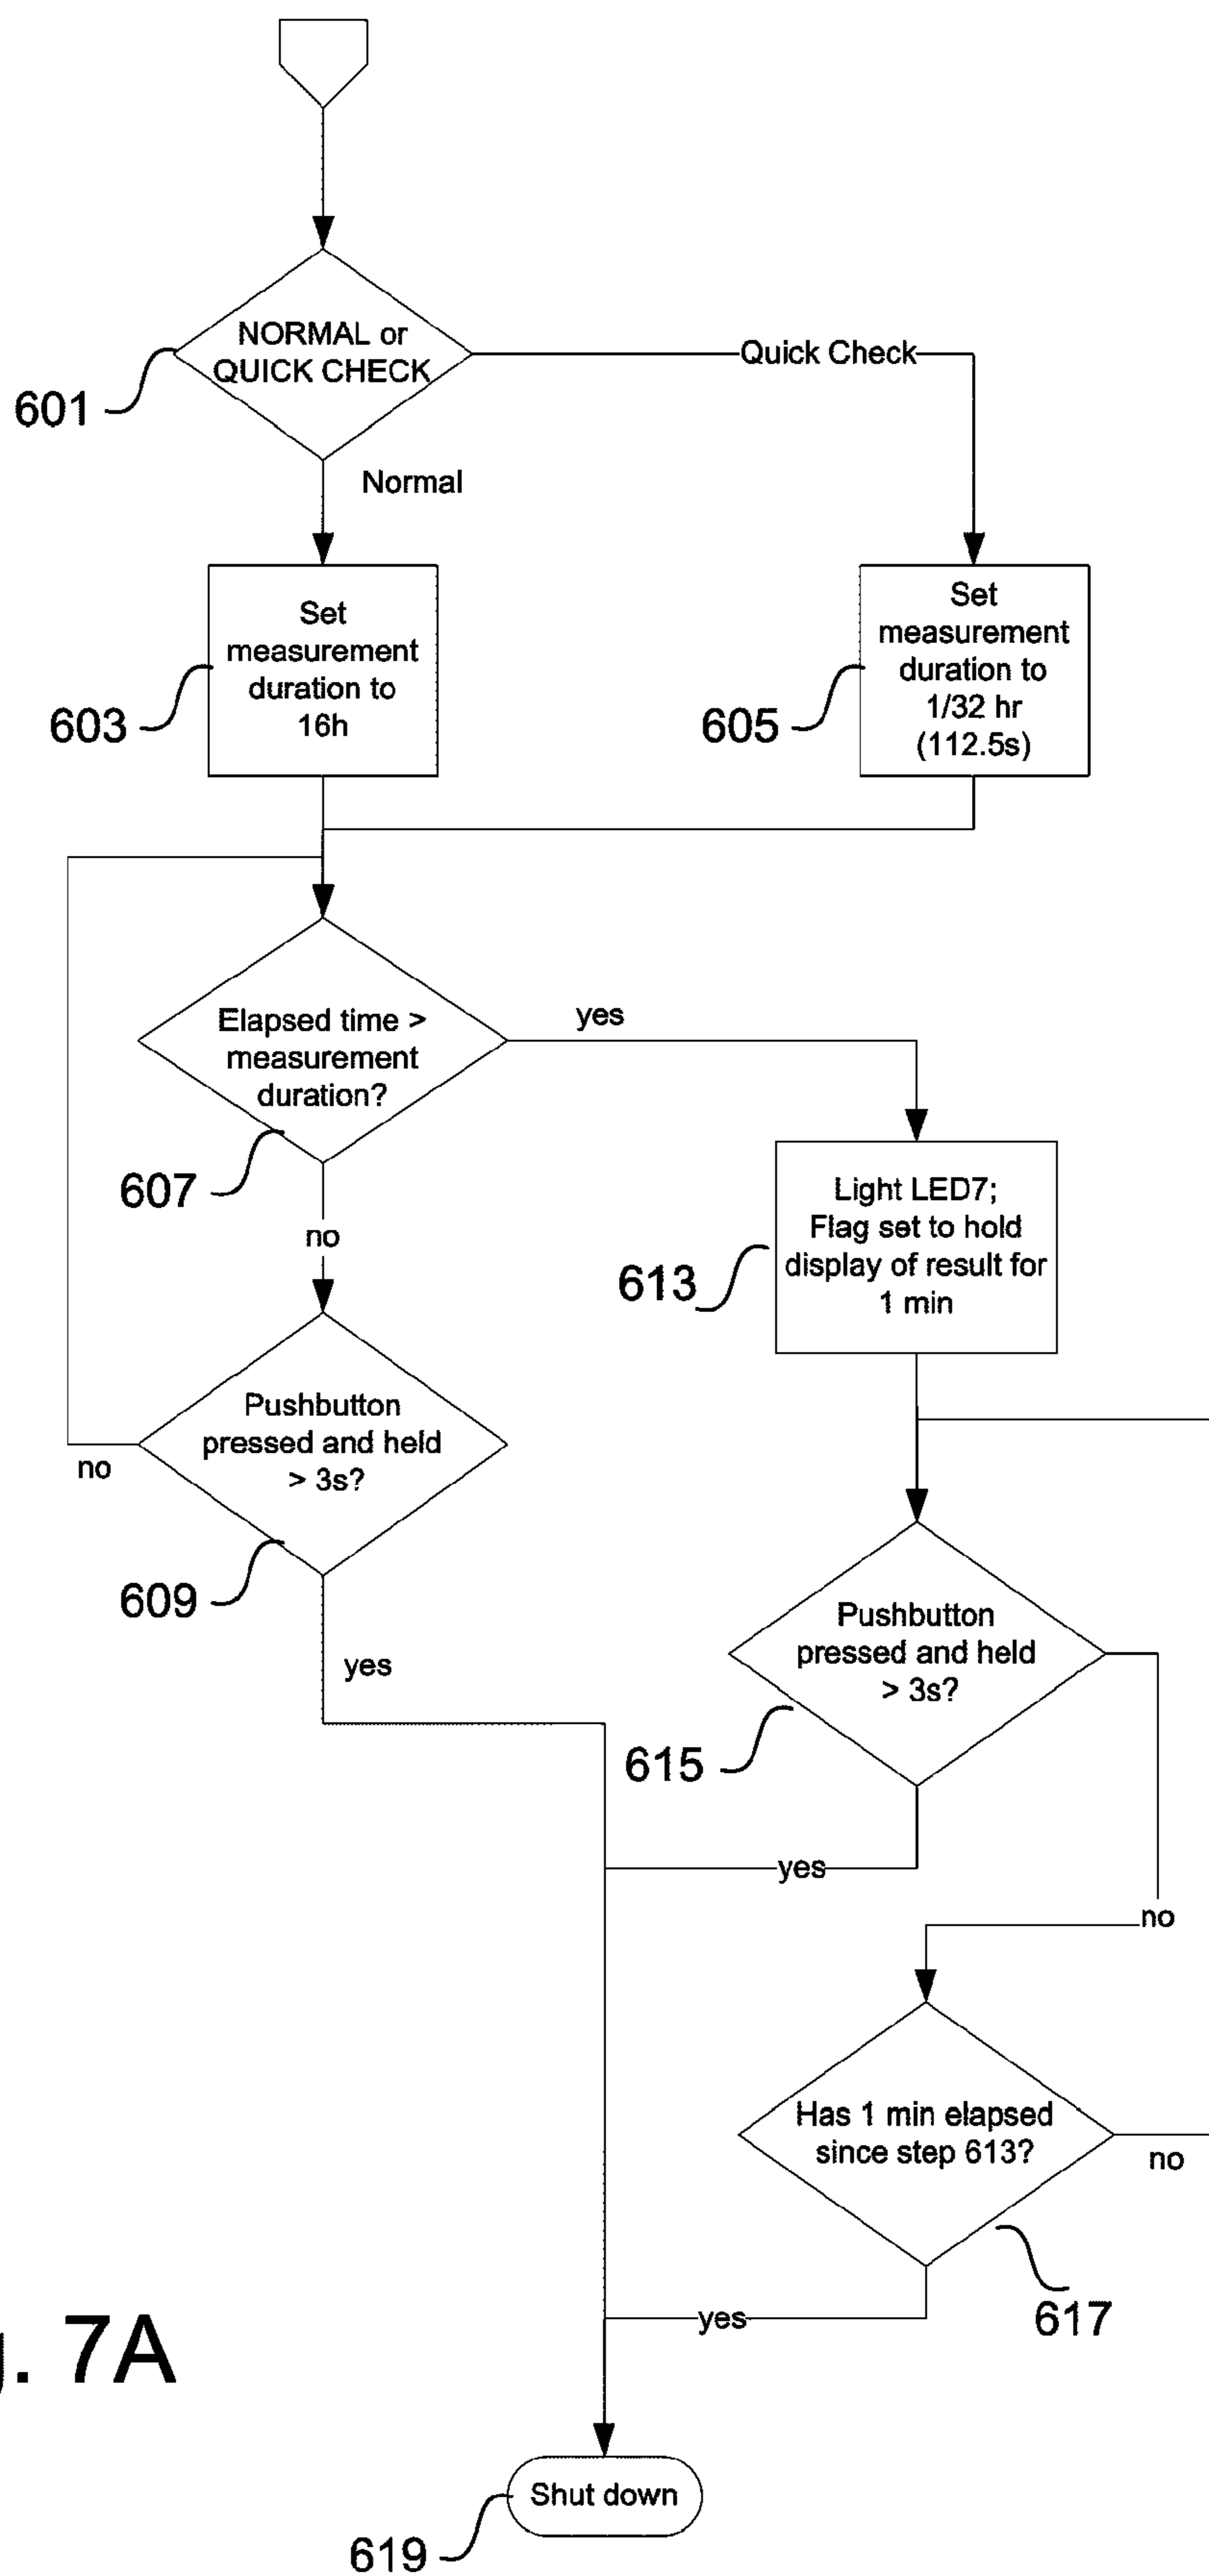 NORMAL or
QUICK CHECK
Quick Check
601
Normal
Set
measurement
duration to
16h
603
Set
measurement
duration to
1/32 hr
(112.5s)
605
Elapsed time >
measurement
duration?
yes
607
no
Light LED7;
Flag set to hold
display of result for
1 min
613
Pushbutton
pressed and held
> 3s?
no
609
yes
Pushbutton
pressed and held
> 3s?
615
yes
no
Has 1 min elapsed
since step 613?
no
617
yes
g. 7A
Shut down
619